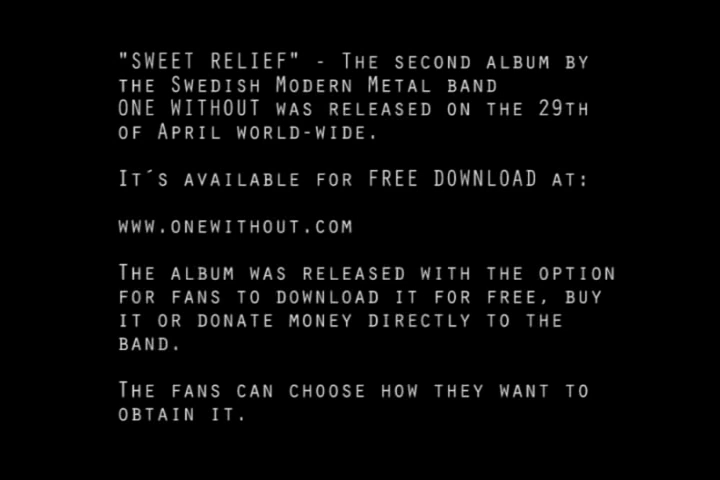 "SWEET RELIEF" - THE SECOND ALBUM BY
THE SWEDISH MODERN METAL BAND
ONE WITHOUT WAS RELEASED ON THE 29TH
OF APRIL WORLD-WIDE.
IT´S AVAILABLE FOR FREE DOWNLOAD AT:
WWW.ONEWITHOUT.COM
THE ALBUM WAS RELEASED WITH THE OPTION
FOR FANS TO DOWNLOAD IT FOR FREE, BUY
IT OR DONATE MONEY DIRECTLY TO THE
BAND.
THE FANS CAN CHOOSE HOW THEY WANT TO
OBTAIN IT.